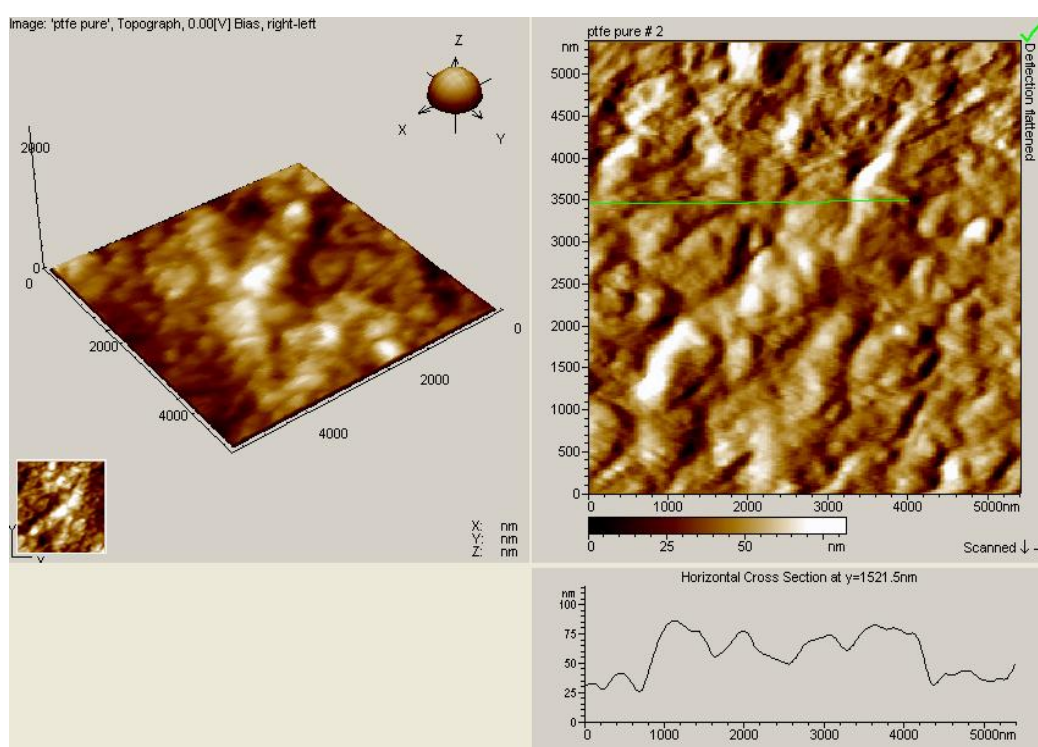 Image: 'ptfe pure', Topograph, 0.00[V] Bias, right-left
Z
X
Y
2000
0
0
2000
4000
0
2000
4000
X: nm
Y: nm
Z: nm
ptfe pure # 2
Deflection flattened
nm
5000
4500
4000
3500
3000
2500
2000
1500
1000
500
0
0 1000 2000 3000 4000 5000nm
0 25 50 nm
Scanned
Horizontal Cross Section at y=1521.5nm
nm
100
75
50
25
0
0 1000 2000 3000 4000 5000nm